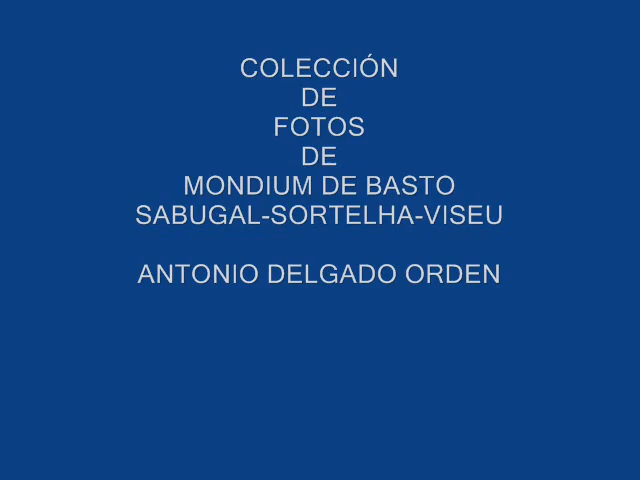 COLECCIÓN
DE
FOTOS
DE
MONDIUM DE BASTO
SABUGAL-SORTELHA-VISEU
ANTONIO DELGADO ORDEN